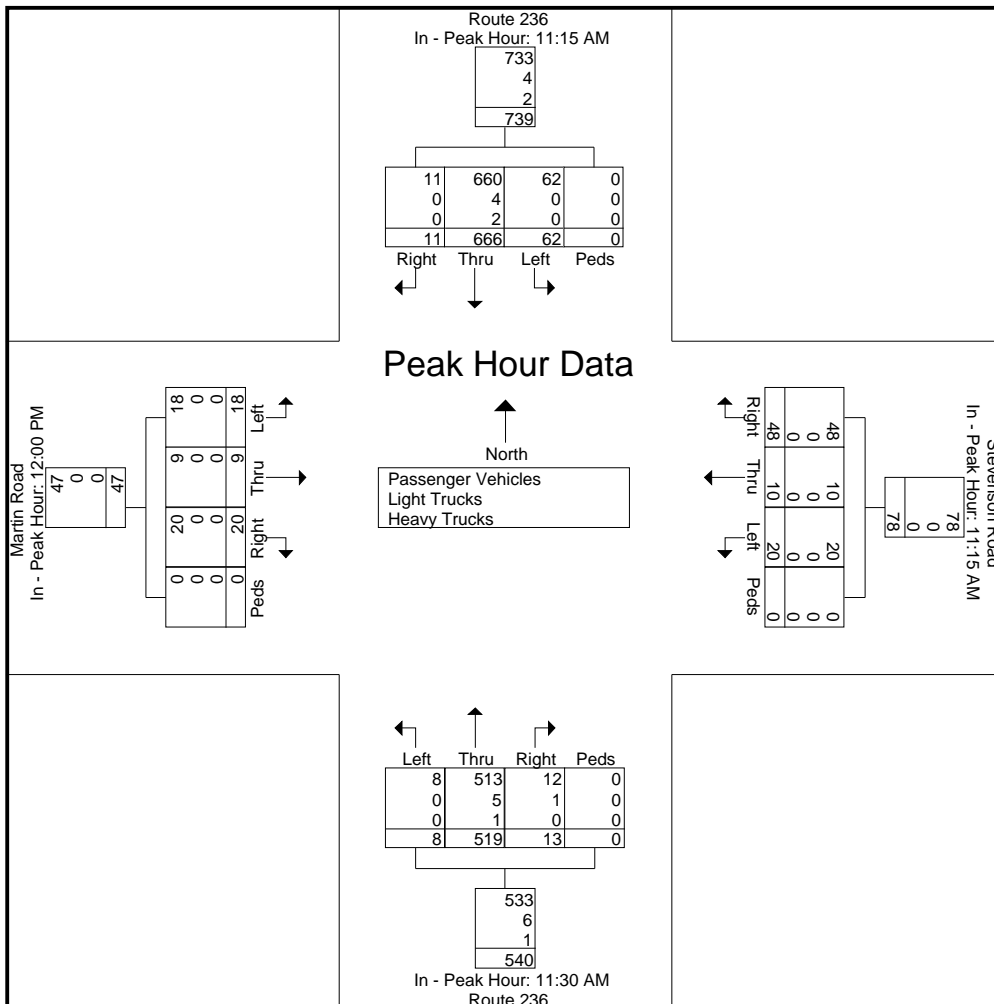 Route 236
In - Peak Hour: 11:15 AM
733
4
2
739
11 660 62 0
0 4 0 0
0 2 0 0
11 666 62 0
Right Thru Left Peds
Peak Hour Data
North
Passenger Vehicles
Light Trucks
Heavy Trucks
Martin Road
In - Peak Hour: 12:00 PM
47
0
0
47
18 0 0 18 Left
9 0 0 9 Thru
20 0 0 20 Right
0 0 0 0 Peds
Right 48 0 0 48
Thru 10 0 0 10
Left 20 0 0 20
Peds 0 0 0 0
78
0
0
78
In - Peak Hour: 11:15 AM
Stevenson Road
Left Thru Right Peds
8 513 12 0
0 5 1 0
0 1 0 0
8 519 13 0
533
6
1
540
In - Peak Hour: 11:30 AM
Route 236